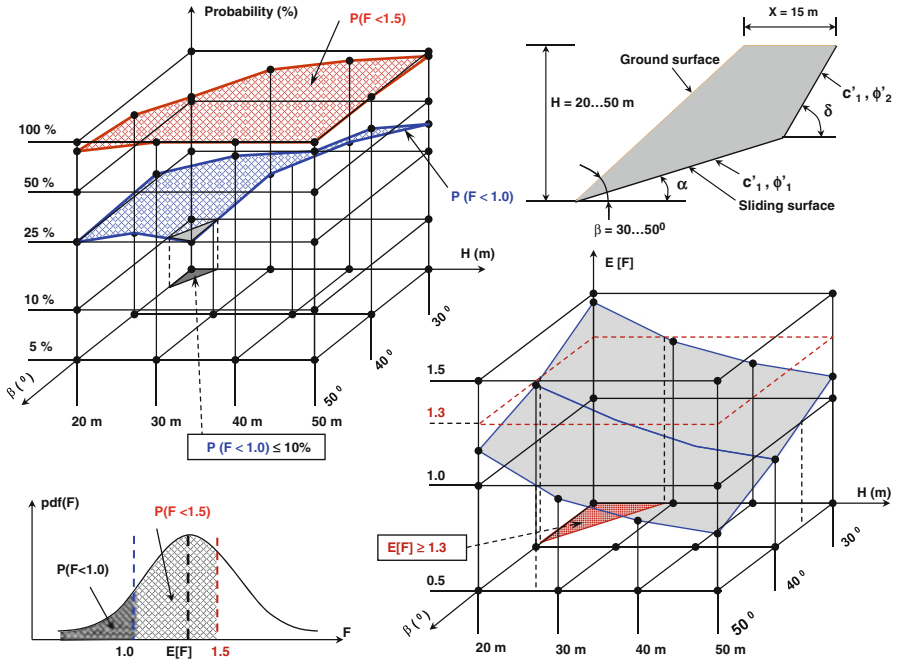 Probability (%)
P(F <1.5)
100 %
50 %
25 %
10 %
5 %
P (F < 1.0)
H (m)
30 ⁰
40 ⁰
50 ⁰
β ( ⁰)
20 m
30 m
40 m
50 m
P (F < 1.0) ≤ 10%
X = 15 m
Ground surface
H = 20...50 m
c'₁ , ϕ'₂
δ
α
c'₁ , ϕ'₁
Sliding surface
β = 30...50⁰
E [F]
1.5
1.3
1.0
0.5
H (m)
E[F] ≥ 1.3
30 ⁰
40 ⁰
50 ⁰
β ( ⁰)
20 m
30 m
40 m
50 m
pdf(F)
P(F <1.5)
P(F<1.0)
F
1.0
E[F]
1.5